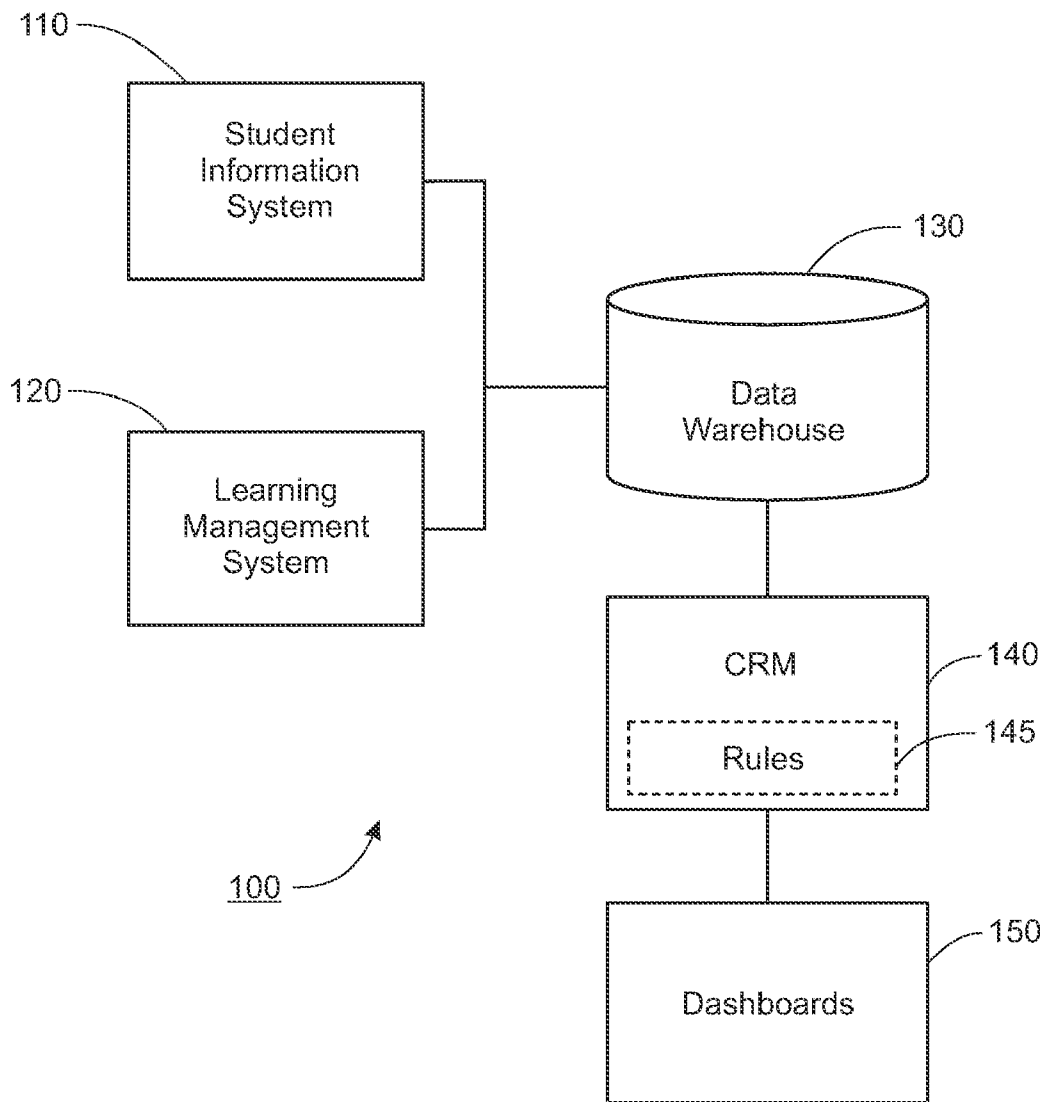 110
Student
Information
System
130
120
Data
Warehouse
Learning
Management
System
CRM
140
Rules
145
100
150
Dashboards